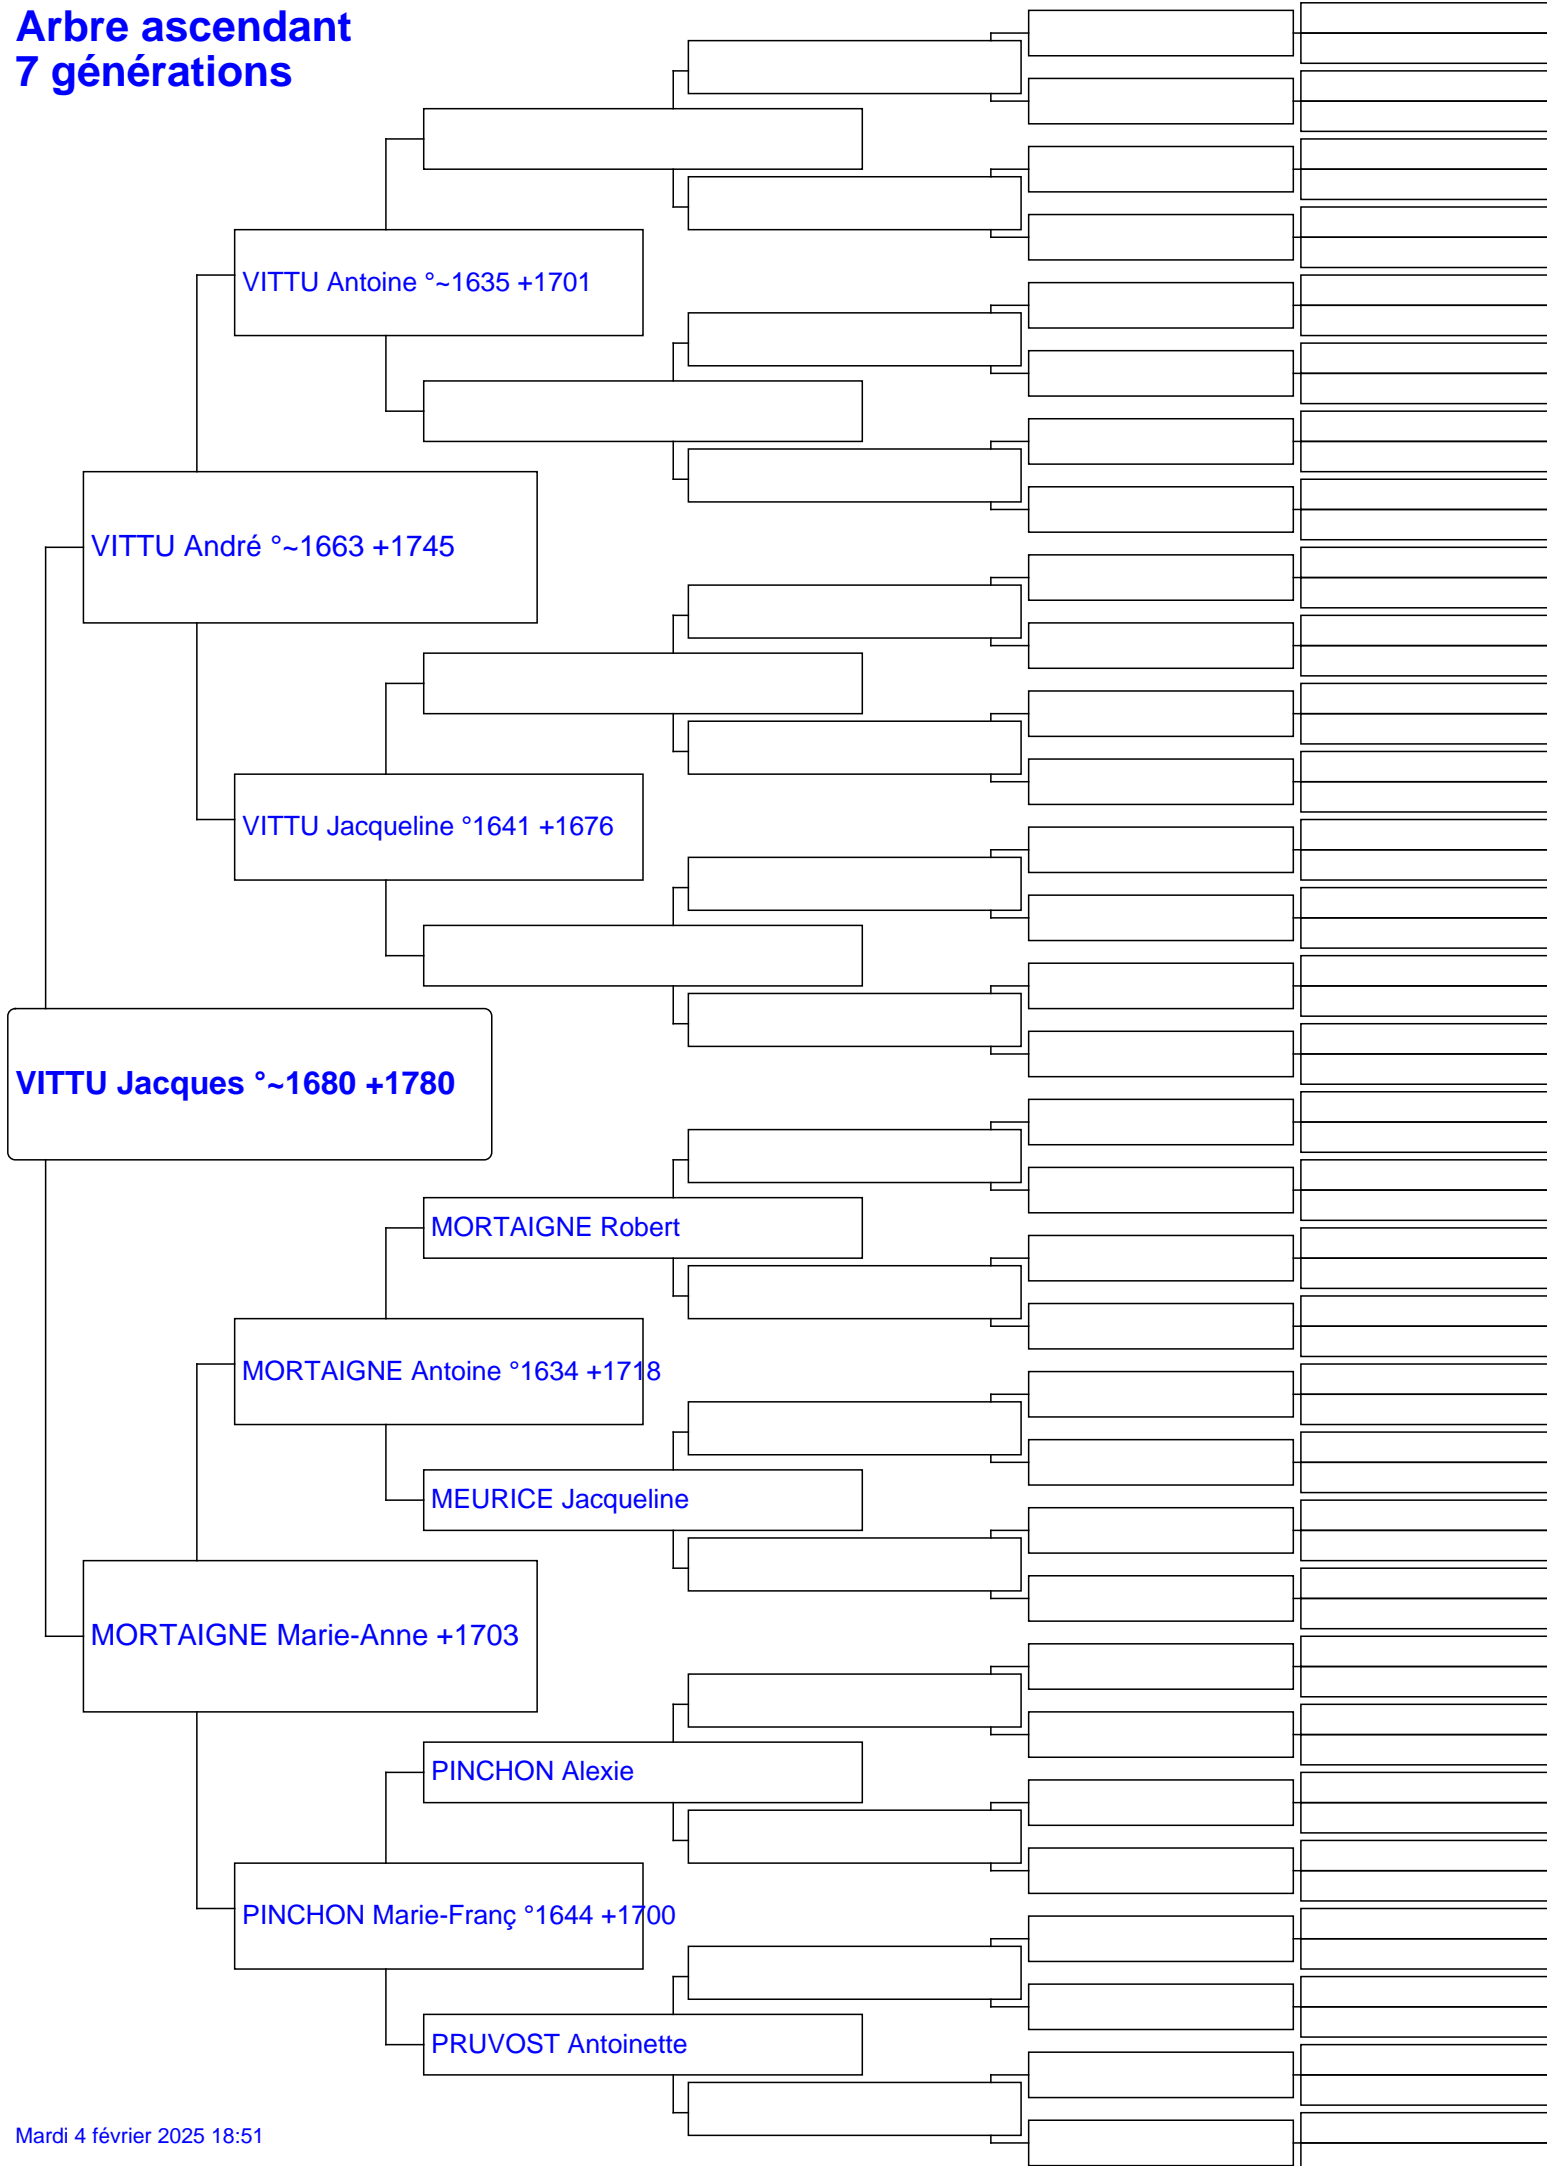 Arbre ascendant
7 générations
VITTU Antoine °~1635 +1701
VITTU André °~1663 +1745
VITTU Jacqueline °1641 +1676
VITTU Jacques °~1680 +1780
MORTAIGNE Robert
MORTAIGNE Antoine °1634 +1718
MEURICE Jacqueline
MORTAIGNE Marie-Anne +1703
PINCHON Alexie
PINCHON Marie-Franç °1644 +1700
PRUVOST Antoinette
Mardi 4 février 2025 18:51